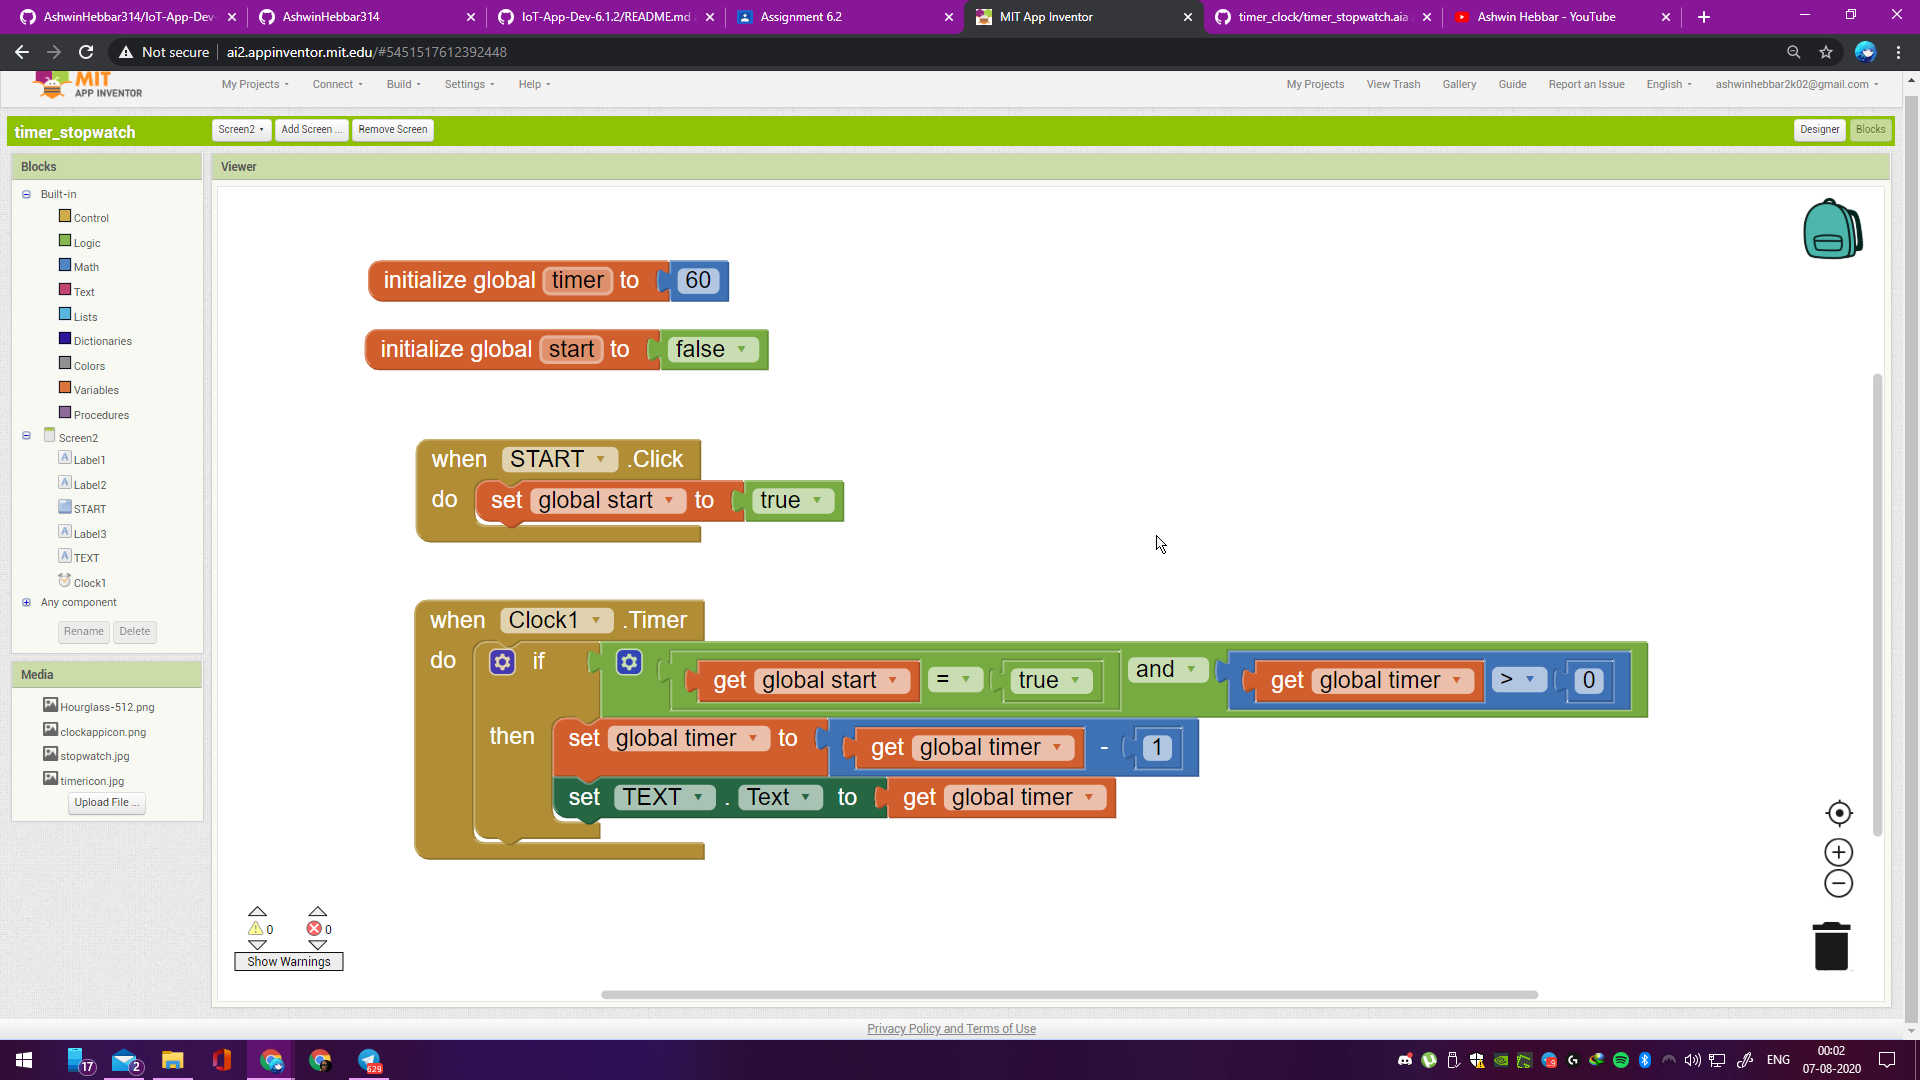 AshwinHebbar314/IoT-App-Dev-
AshwinHebbar314
IoT-App-Dev-6.1.2/README.md
Assignment 6.2
MIT App Inventor
timer_clock/timer_stopwatch.aia
Ashwin Hebbar - YouTube
Not secure
ai2.appinventor.mit.edu/#5451517612392448
MIT
APP INVENTOR
My Projects
Connect
Build
Settings
Help
My Projects
View Trash
Gallery
Guide
Report an Issue
English
ashwinhebbar2k02@gmail.com
timer_stopwatch
Screen2
Add Screen ...
Remove Screen
Designer
Blocks
Blocks
Built-in
Control
Logic
Math
Text
Lists
Dictionaries
Colors
Variables
Procedures
Screen2
Label1
Label2
START
Label3
TEXT
Clock1
Any component
Rename
Delete
Media
Hourglass-512.png
clockappicon.png
stopwatch.jpg
timericon.jpg
Upload File ...
Viewer
initialize global timer to 60
initialize global start to false
when START .Click
do set global start to true
when Clock1 .Timer
do if get global start = true and get global timer > 0
then set global timer to get global timer - 1
set TEXT . Text to get global timer
0
0
Show Warnings
Privacy Policy and Terms of Use
17
2
629
ENG
00:02
07-08-2020